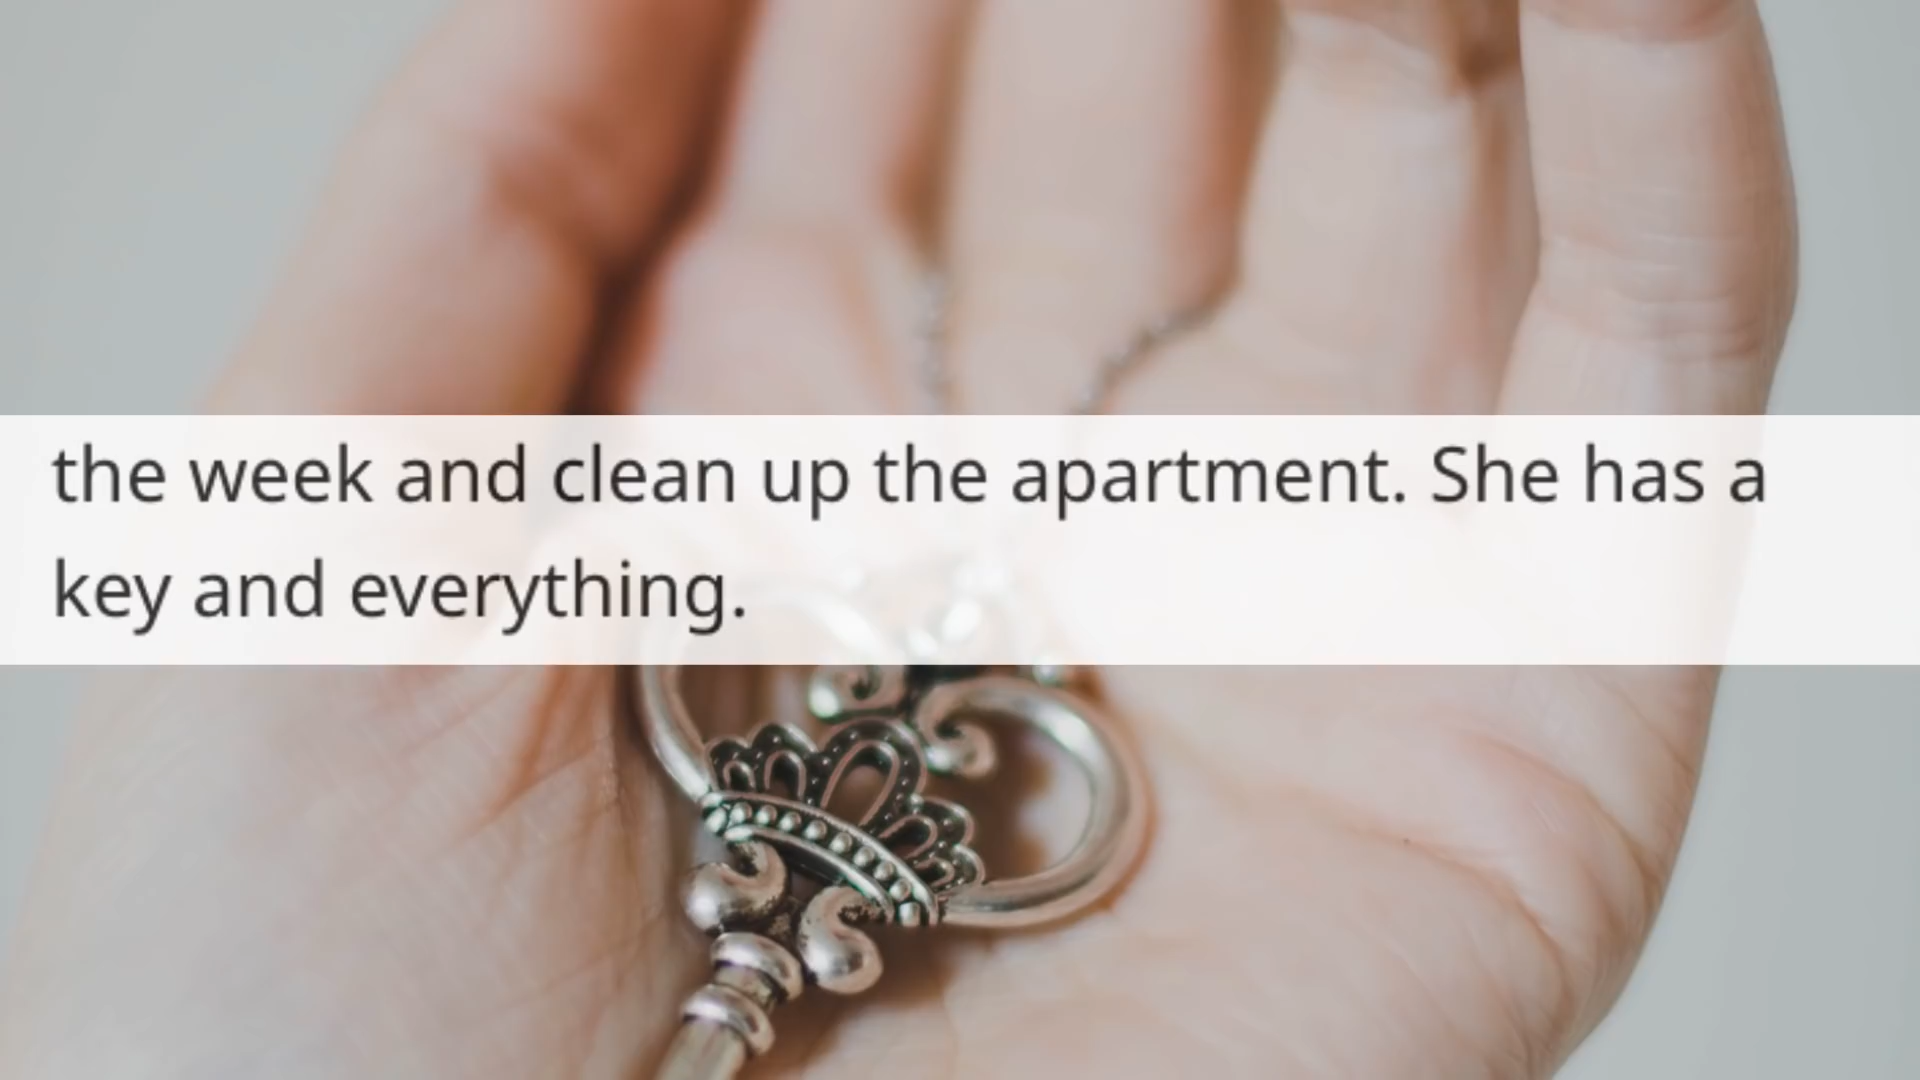 the week and clean up the apartment. She has a
key and everything.